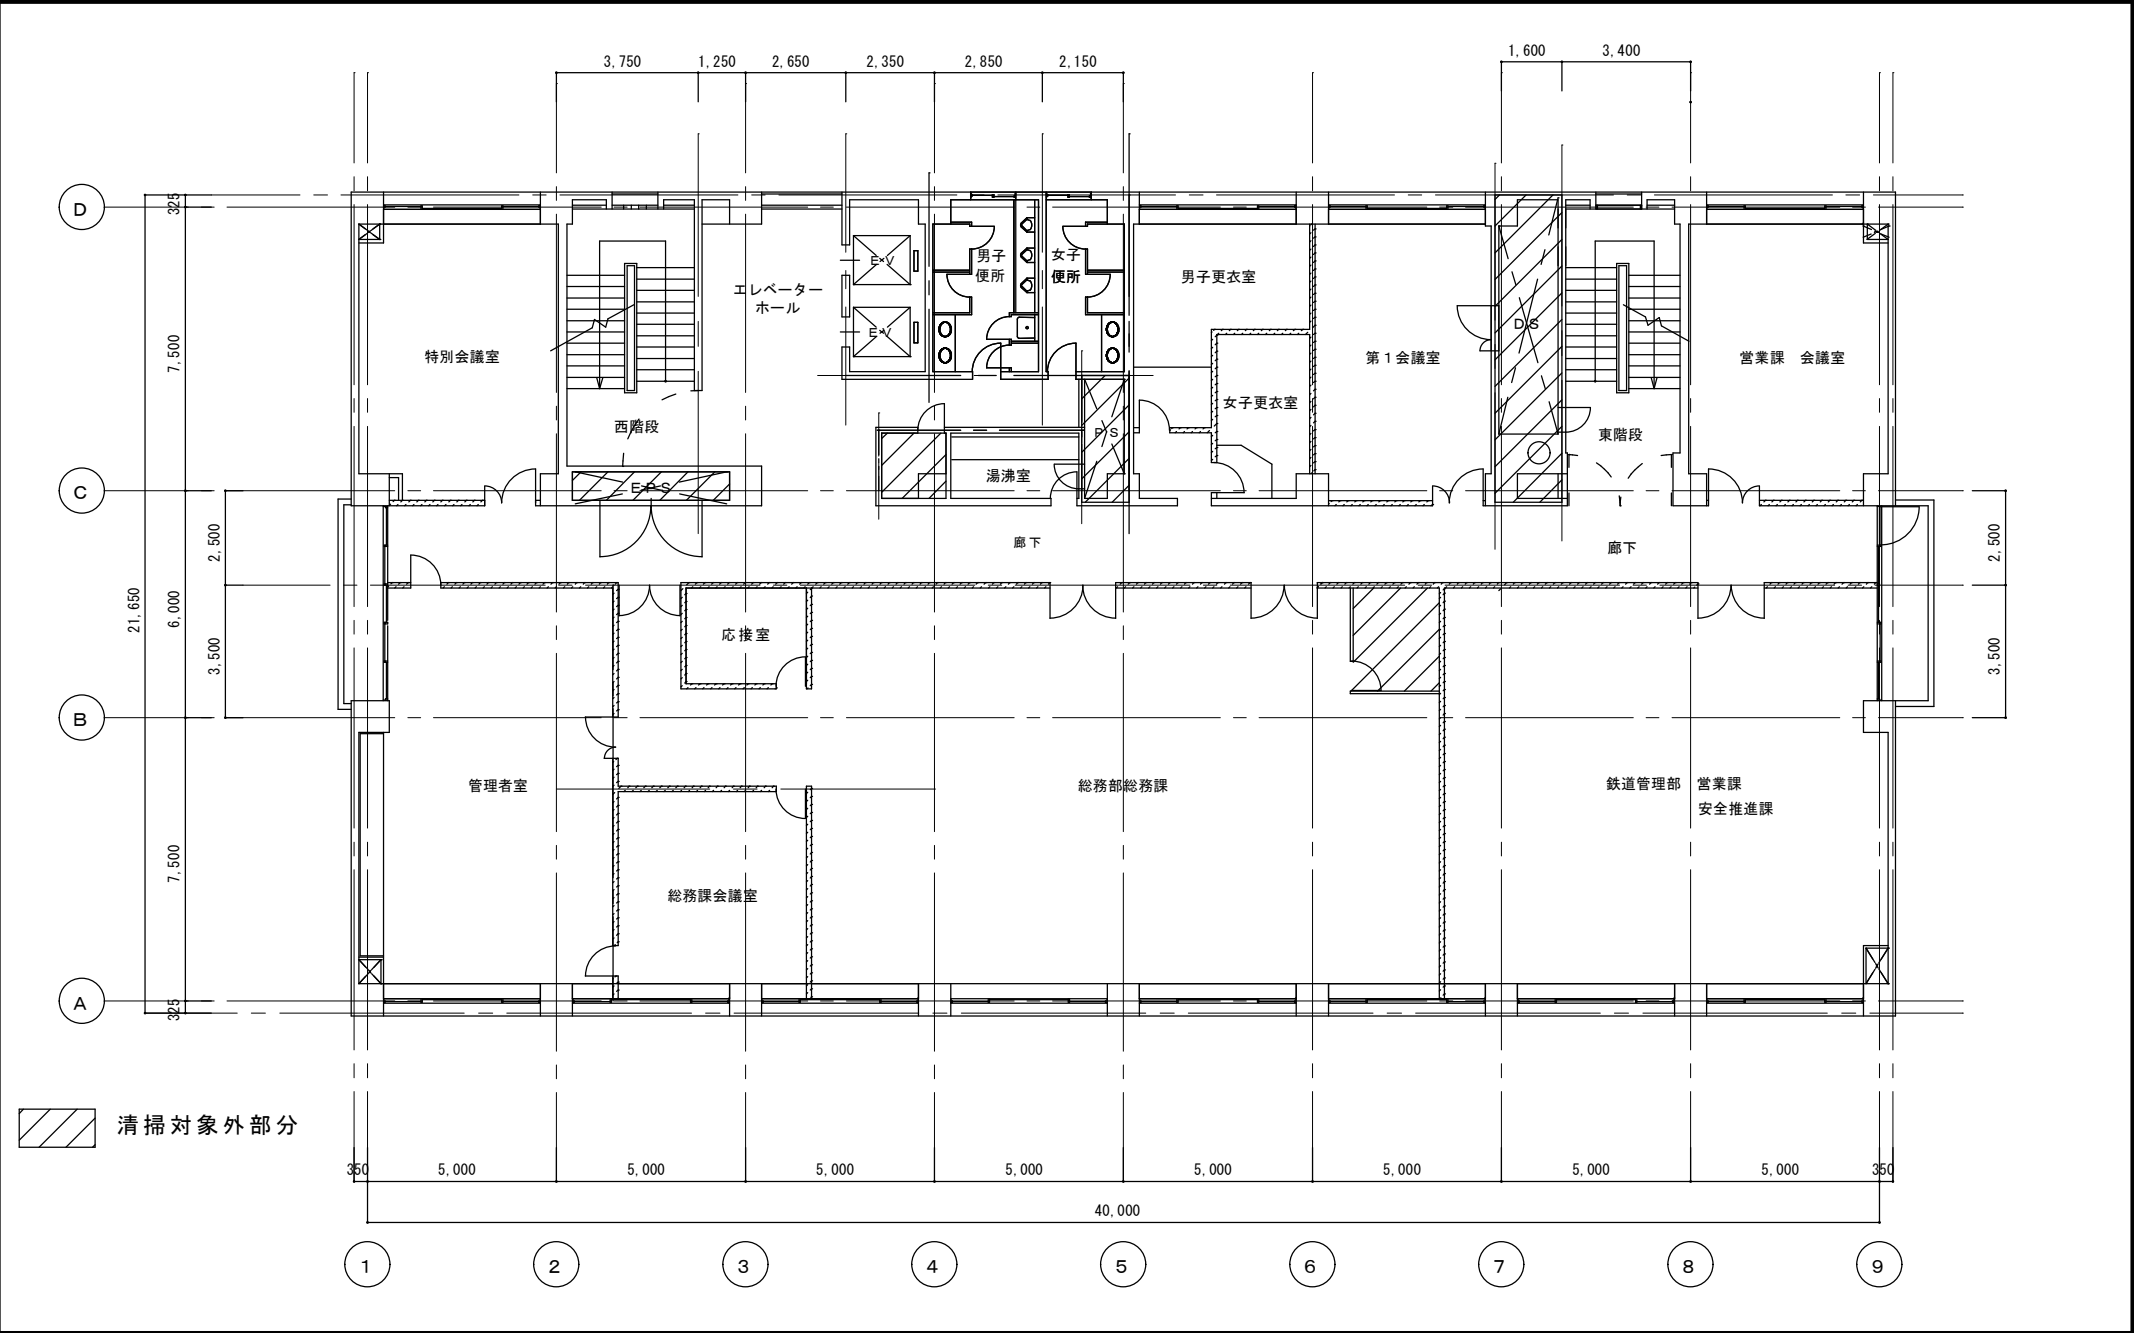 1,600
3,400
3,750
1,250
2,650
2,350
2,850
2,150
D
325
男子
便所
女子
便所
E×V
男子更衣室
エレベーター
ホール
D S
E×V
7,500
特別会議室
第１会議室
営業課　会議室
女子更衣室
西階段
P S
東階段
湯沸室
E P S
C
2,500
廊下
廊下
2,500
21,650
6,000
応接室
3,500
3,500
B
管理者室
総務部総務課
鉄道管理部　営業課
安全推進課
7,500
総務課会議室
A
325
清掃対象外部分
350
5,000
5,000
5,000
5,000
5,000
5,000
5,000
5,000
350
40,000
1
2
3
4
5
6
7
8
9